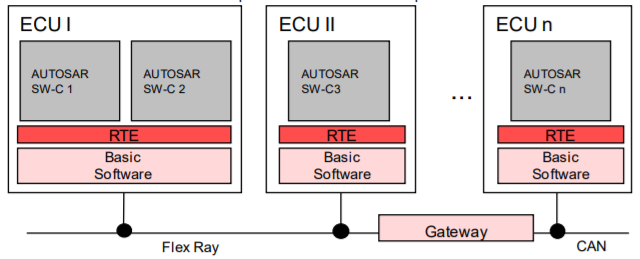 ECU I
ECU II
ECU n
AUTOSAR
SW-C 1
AUTOSAR
SW-C 2
AUTOSAR
SW-C3
...
AUTOSAR
SW-C n
RTE
RTE
RTE
Basic
Software
Basic
Software
Basic
Software
Gateway
Flex Ray
CAN